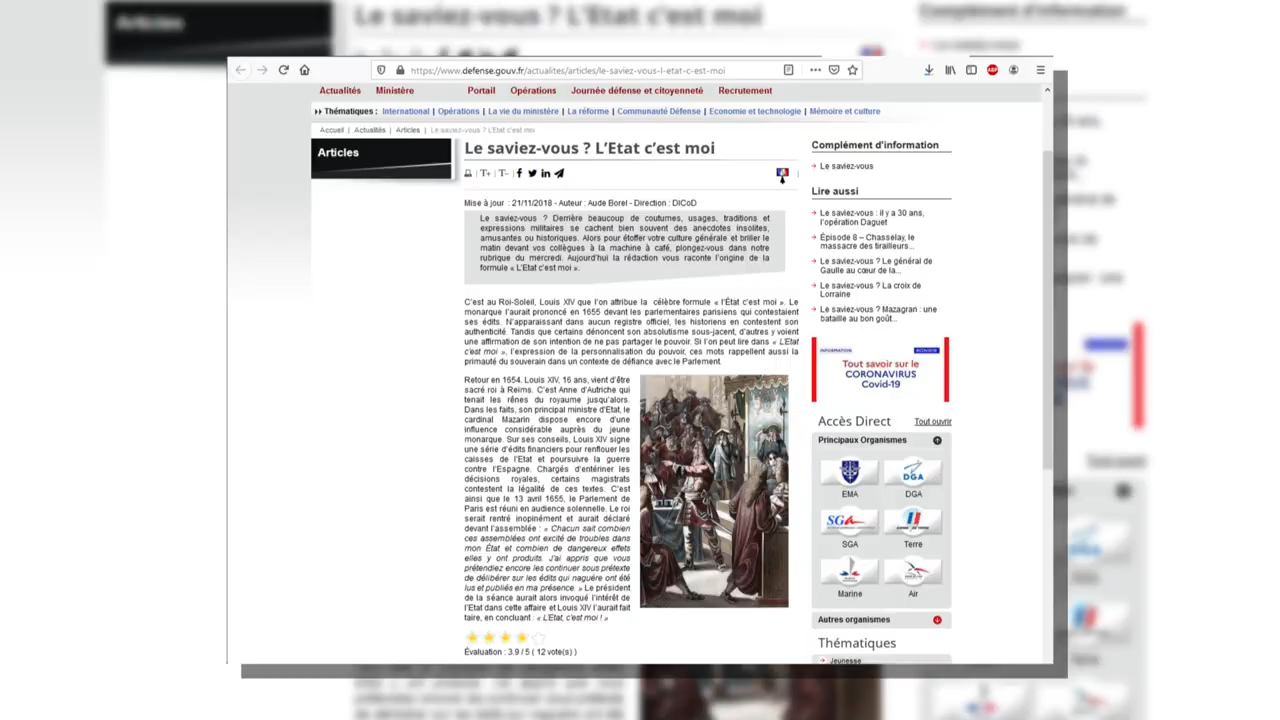 Le saviez-vous ? L'Etat c'est moi
Complément d'information
Articles
https://www.defense.gouv.fr/actualites/articles/le-saviez-vous-l-etat-c-est-moi
ABP
Actualités Ministère Portail Opérations Journée défense et citoyenneté Recrutement
Thématiques : International | Opérations | La vie du ministère | La réforme | Communauté Défense | Economie et technologie | Mémoire et culture
Accueil | Actualités | Articles | Le saviez-vous ? L'Etat c'est moi
Articles
Le saviez-vous ? L'Etat c'est moi
T+ | T- |
Mise à jour : 21/11/2018 - Auteur : Aude Borel - Direction : DICoD
Le saviez-vous ? Derrière beaucoup de coutumes, usages, traditions et
expressions militaires se cachent bien souvent des anecdotes insolites,
amusantes ou historiques. Alors pour étoffer votre culture générale et briller le
matin devant vos collègues à la machine à café, plongez-vous dans notre
rubrique du mercredi. Aujourd'hui la rédaction vous raconte l'origine de la
formule « L'Etat c'est moi ».
C'est au Roi-Soleil, Louis XIV que l'on attribue la célèbre formule « l'État c'est moi ». Le
monarque l'aurait prononcé en 1655 devant les parlementaires parisiens qui contestaient
ses édits. N'apparaissant dans aucun registre officiel, les historiens en contestent son
authenticité. Tandis que certains dénoncent son absolutisme sous-jacent, d'autres y voient
une affirmation de son intention de ne pas partager le pouvoir. Si l'on peut lire dans « L'Etat
c'est moi », l'expression de la personnalisation du pouvoir, ces mots rappellent aussi la
primauté du souverain dans un contexte de défiance avec le Parlement.
Retour en 1654. Louis XIV, 16 ans, vient d'être
sacré roi à Reims. C'est Anne d'Autriche qui
tenait les rênes du royaume jusqu'alors.
Dans les faits, son principal ministre d'Etat, le
cardinal Mazarin dispose encore d'une
influence considérable auprès du jeune
monarque. Sur ses conseils, Louis XIV signe
une série d'édits financiers pour renflouer les
caisses de l'Etat et poursuivre la guerre
contre l'Espagne. Chargés d'entériner les
décisions royales, certains magistrats
contestent la légalité de ces textes. C'est
ainsi que le 13 avril 1655, le Parlement de
Paris est réuni en audience solennelle. Le roi
serait rentré inopinément et aurait déclaré
devant l'assemblée : « Chacun sait combien
ces assemblées ont excité de troubles dans
mon État et combien de dangereux effets
elles y ont produits. J'ai appris que vous
prétendiez encore les continuer sous prétexte
de délibérer sur les édits qui naguère ont été
lus et publiés en ma présence. » Le président
de la séance aurait alors invoqué l'intérêt de
l'Etat dans cette affaire et Louis XIV l'aurait fait
taire, en concluant : « L'Etat, c'est moi ! »
Évaluation : 3.9 / 5 ( 12 vote(s) )
Complément d'information
Le saviez-vous
Lire aussi
Le saviez-vous : il y a 30 ans,
l'opération Daguet
Épisode 8 – Chasselay, le
massacre des tirailleurs...
Le saviez-vous ? Le général de
Gaulle au cœur de la...
Le saviez-vous ? La croix de
Lorraine
Le saviez-vous ? Mazagran : une
bataille au bon goût...
INFORMATION
Tout savoir sur le
CORONAVIRUS
Covid-19
Accès Direct Tout ouvrir
Principaux Organismes
DGA
EMA DGA
SGA
SGA Terre
Marine Air
Autres organismes
Thématiques
Jeunesse